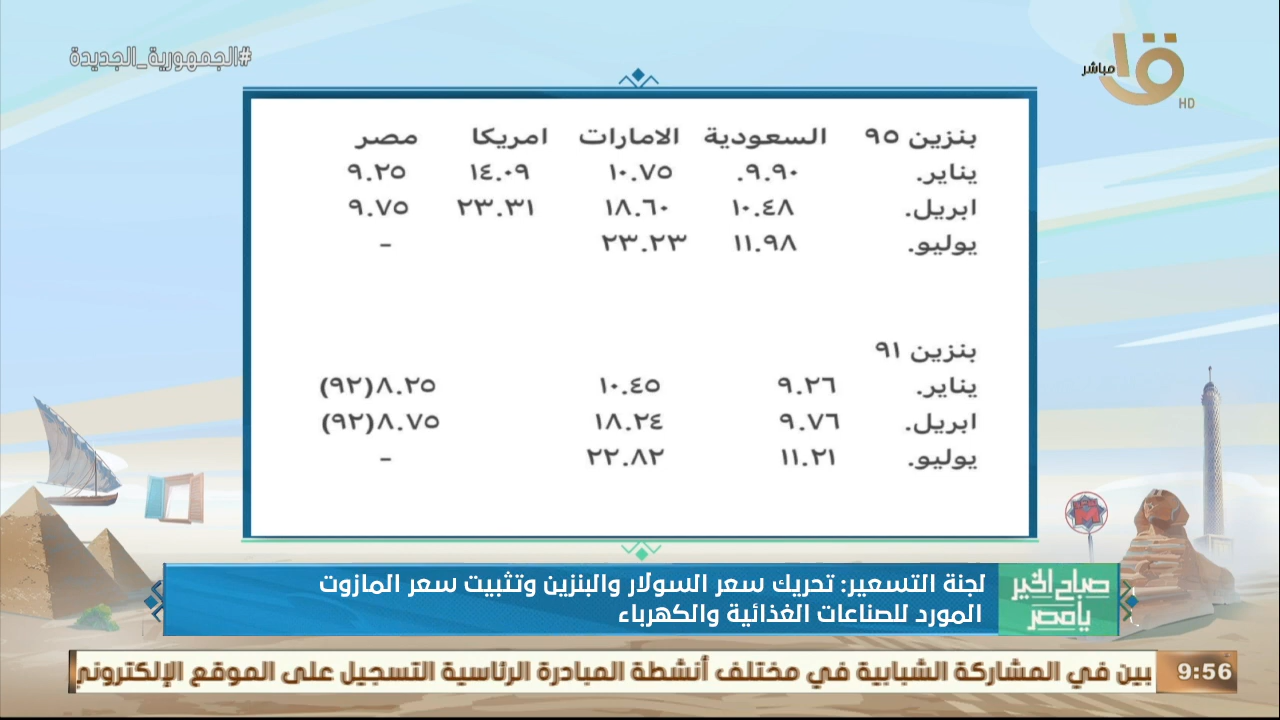 #الجمهورية_الجديدة
مباشر
HD
بنزين ٩٥ السعودية الامارات امريكا مصر
يناير. ٩.٩٠. ١٠.٧٥ ١٤.٠٩ ٩.٢٥
ابريل. ١٠.٤٨ ١٨.٦٠ ٢٣.٣١ ٩.٧٥
يوليو. ١١.٩٨ ٢٣.٢٣ -
بنزين ٩١
يناير. ٩.٢٦ ١٠.٤٥ ٨.٢٥(٩٢)
ابريل. ٩.٧٦ ١٨.٢٤ ٨.٧٥(٩٢)
يوليو. ١١.٢١ ٢٢.٨٢ -
صباح الخير
يا مصر
لجنة التسعير: تحريك سعر السولار والبنزين وتثبيت سعر المازوت
المورد للصناعات الغذائية والكهرباء
9:56
بين في المشاركة الشبابية في مختلف أنشطة المبادرة الرئاسية التسجيل على الموقع الإلكتروني